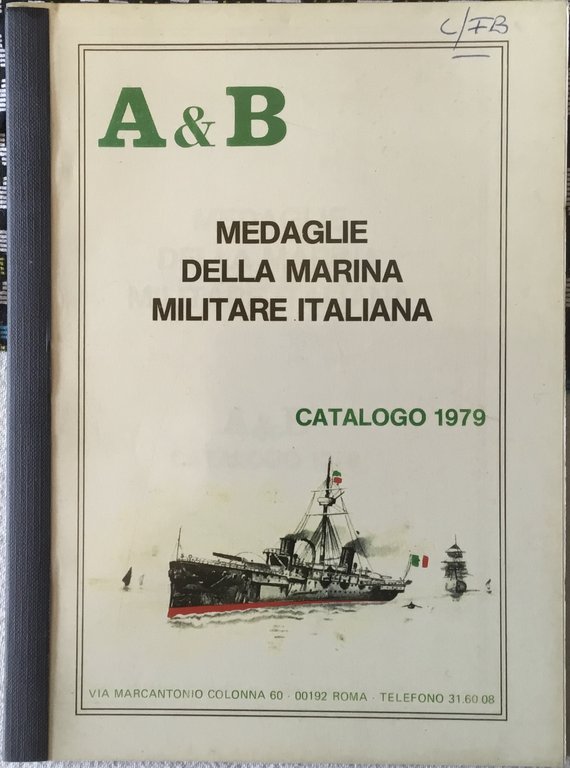 C/FB
A & B
MEDAGLIE
DELLA MARINA
MILITARE ITALIANA
CATALOGO 1979
VIA MARCANTONIO COLONNA 60 - 00192 ROMA - TELEFONO 31.60 08